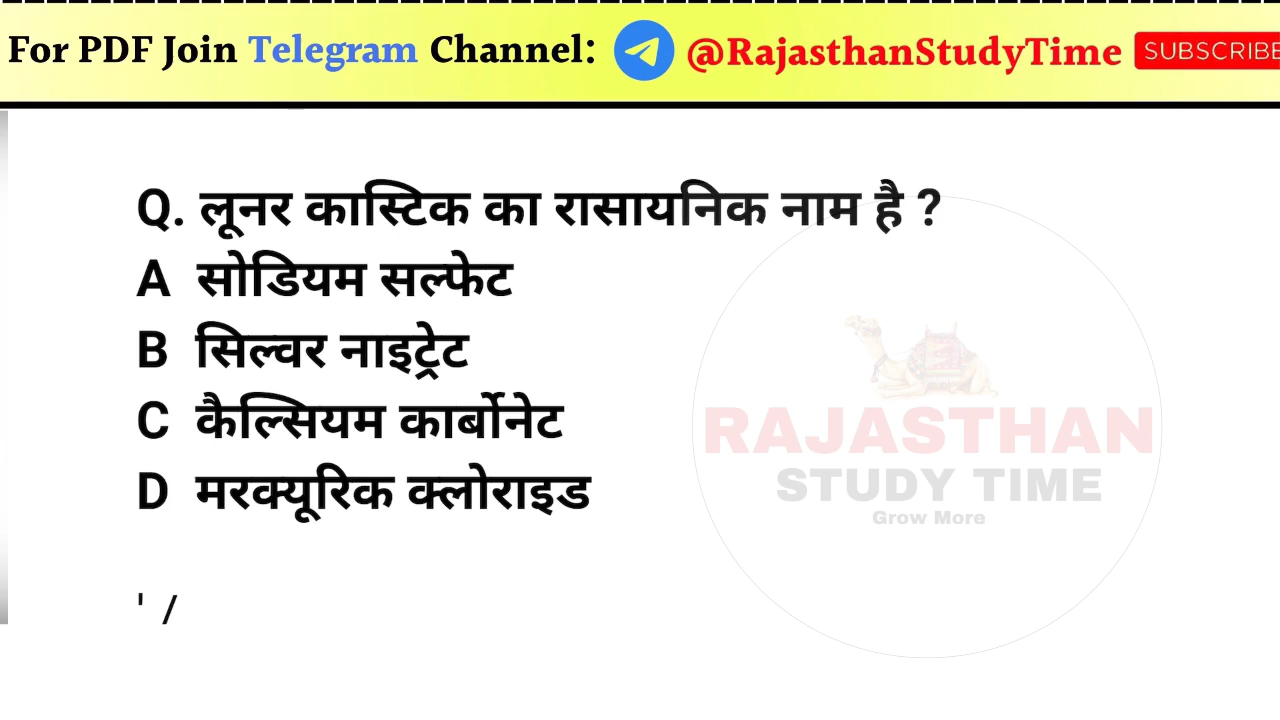 For PDF Join Telegram Channel: @RajasthanStudyTime SUBSCRIBE
Q. लूनर कास्टिक का रासायनिक नाम है ?
A सोडियम सल्फेट
B सिल्वर नाइट्रेट
C कैल्सियम कार्बोनेट
D मरक्यूरिक क्लोराइड
RAJASTHAN
STUDY TIME
Grow More
' /